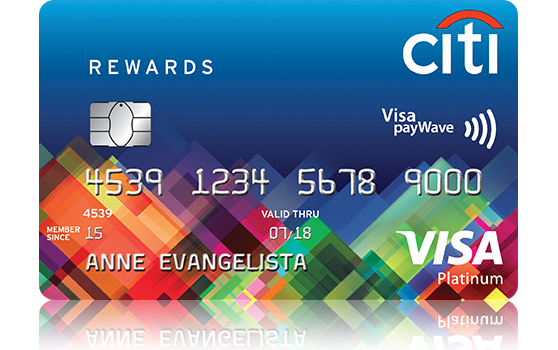 citi
REWARDS
Visa
payWave
4539 1234 5678 9000
4539
VALID THRU
MEMBER
SINCE
15
07/18
ANNE EVANGELISTA
VISA
Platinum